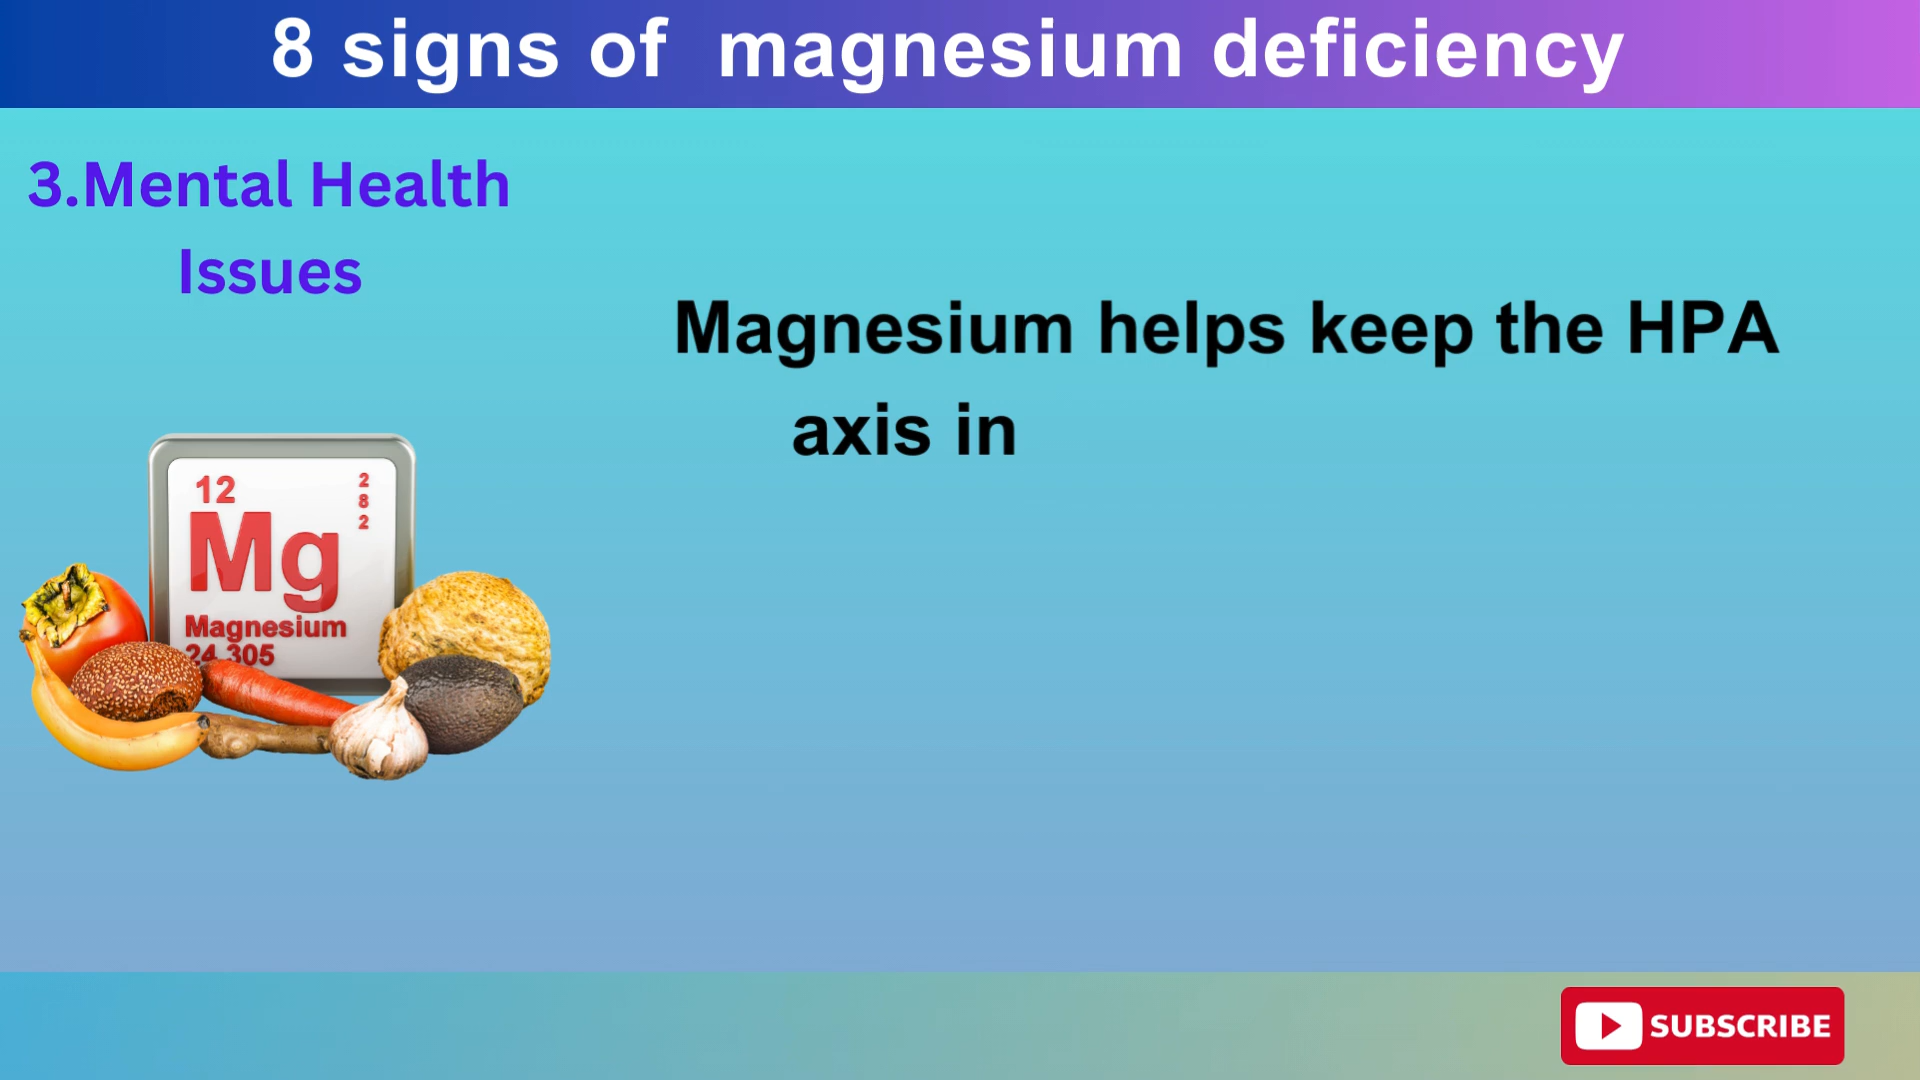 8 signs of magnesium deficiency
3.Mental Health
Issues
Magnesium helps keep the HPA
axis in
12
2
8
2
Mg
Magnesium
24.305
SUBSCRIBE